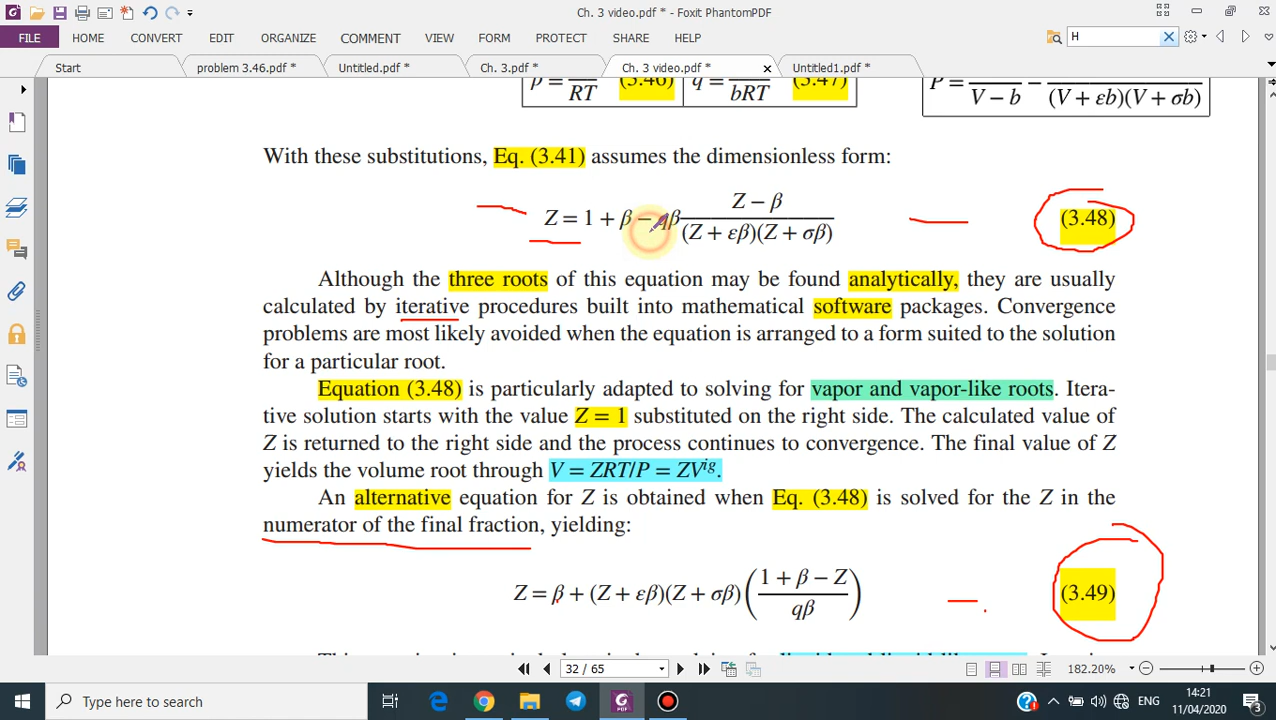 Ch. 3 video.pdf * - Foxit PhantomPDF
FILE HOME CONVERT EDIT ORGANIZE COMMENT VIEW FORM PROTECT SHARE HELP
H
Start problem 3.46.pdf * Untitled.pdf * Ch. 3.pdf * Ch. 3 video.pdf * Untitled1.pdf *
p = / RT (3.46) q = / bRT (3.47) P = / V − b − / (V + εb)(V + σb)
With these substitutions, Eq. (3.41) assumes the dimensionless form:
Z = 1 + β − qβ (Z − β) / (Z + εβ)(Z + σβ) (3.48)
Although the three roots of this equation may be found analytically, they are usually
calculated by iterative procedures built into mathematical software packages. Convergence
problems are most likely avoided when the equation is arranged to a form suited to the solution
for a particular root.
Equation (3.48) is particularly adapted to solving for vapor and vapor-like roots. Itera-
tive solution starts with the value Z = 1 substituted on the right side. The calculated value of
Z is returned to the right side and the process continues to convergence. The final value of Z
yields the volume root through V = ZRT/P = ZV^ig.
An alternative equation for Z is obtained when Eq. (3.48) is solved for the Z in the
numerator of the final fraction, yielding:
Z = β + (Z + εβ)(Z + σβ) ( 1 + β − Z / qβ ) (3.49)
32 / 65 182.20%
Type here to search ENG 14:21
11/04/2020
3